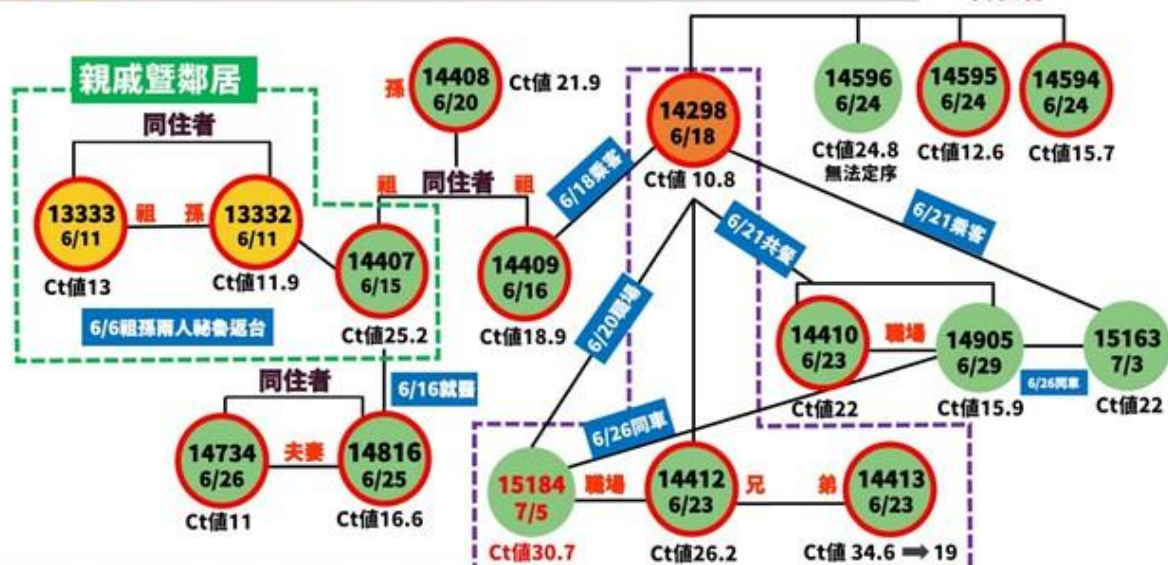 親戚暨鄰居
同住者
13333
6/11
Ct值13
祖 孫
13332
6/11
Ct值11.9
6/6祖孫兩人祕魯返台
14407
6/15
Ct值25.2
孫
14408
6/20
Ct值 21.9
祖 同住者 祖
14409
6/16
Ct值18.9
6/18乘客
14298
6/18
Ct值 10.8
14596
6/24
Ct值24.8
無法定序
14595
6/24
Ct值12.6
14594
6/24
Ct值15.7
6/21乘客
6/21共餐
6/20職場
14410
6/23
Ct值22
職場
14905
6/29
Ct值15.9
6/26同車
15163
7/3
Ct值22
6/16就醫
同住者
14734
6/26
Ct值11
夫妻
14816
6/25
Ct值16.6
6/26同車
15184
7/5
Ct值30.7
職場
14412
6/23
Ct值26.2
兄 弟
14413
6/23
Ct值 34.6 ➡ 19